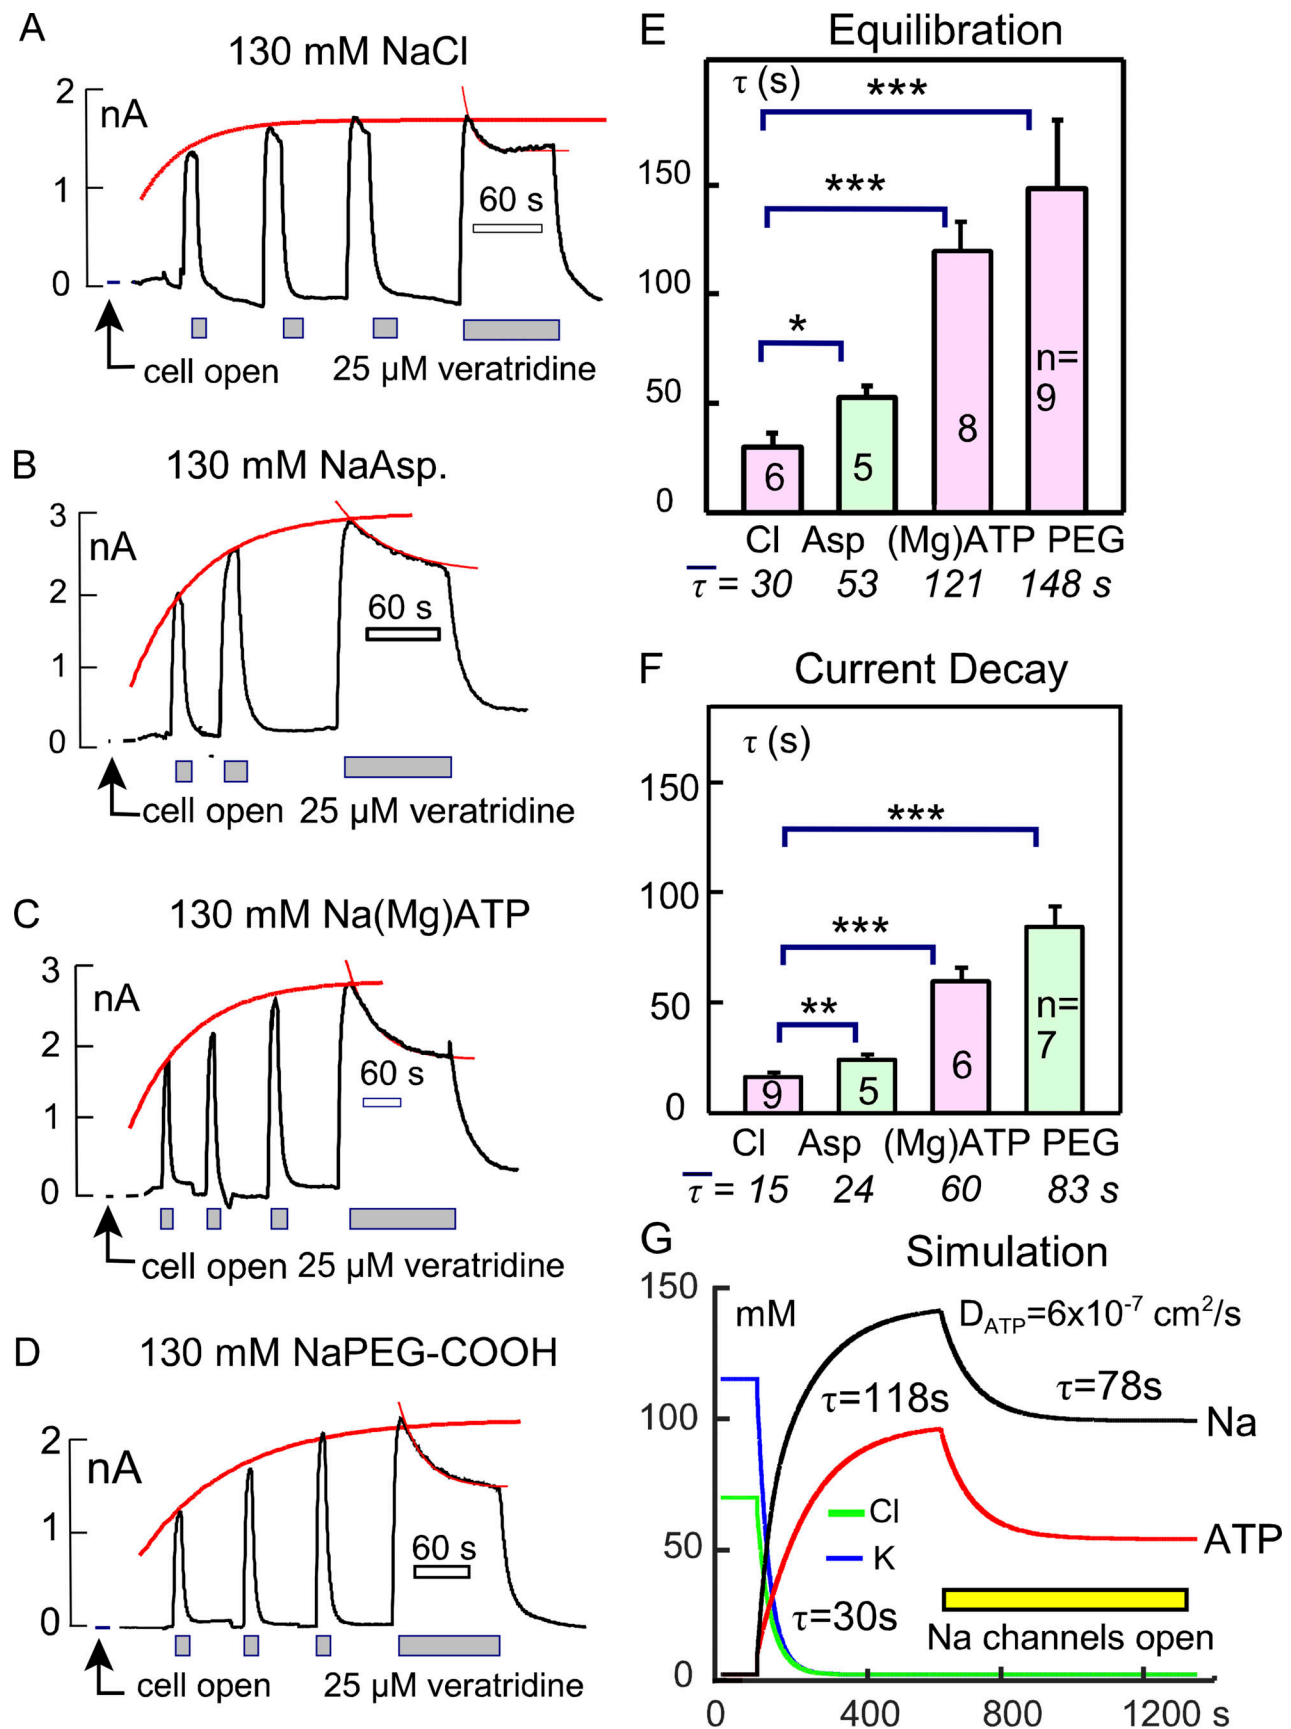 A
130 mM NaCl
2
nA
1
60 s
0
cell open
25 µM veratridine
B
130 mM NaAsp.
3
nA
2
60 s
1
0
cell open
25 µM veratridine
C
130 mM Na(Mg)ATP
3
nA
2
60 s
1
0
cell open
25 µM veratridine
D
130 mM NaPEG-COOH
2
nA
1
60 s
0
cell open
25 µM veratridine
E
Equilibration
τ (s)
***
150
***
100
*
n=
9
50
8
6
5
0
Cl Asp (Mg)ATP PEG
τ = 30 53 121 148 s
F
Current Decay
τ (s)
150
***
100
***
50
**
n=
7
6
9
5
0
Cl Asp (Mg)ATP PEG
τ = 15 24 60 83 s
G
Simulation
150
mM
D_ATP=6x10⁻⁷ cm²/s
τ=118s
τ=78s
100
Na
Cl
50
K
ATP
τ=30s
Na channels open
0
0 400 800 1200 s